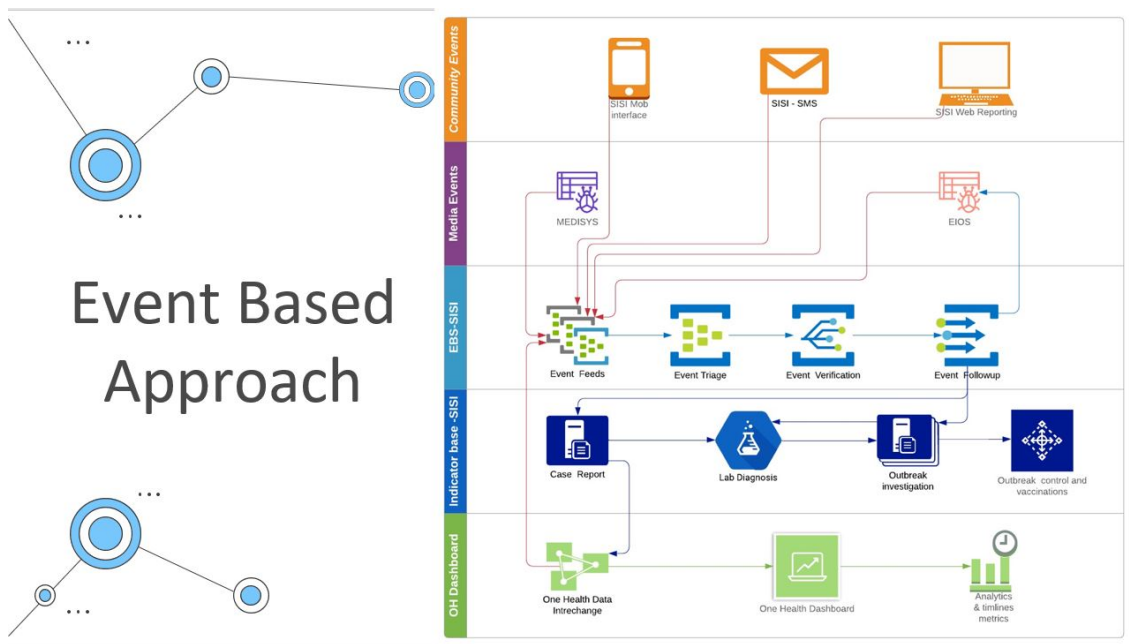 Event Based
Approach
Community Events
SISI Mob
interface
SISI - SMS
SISI Web Reporting
Media Events
MEDISYS
EIOS
EBS-SISI
Event Feeds
Event Triage
Event Verification
Event Followup
Indicator base -SISI
Case Report
Lab Diagnosis
Outbreak
investigation
Outbreak control and
vaccinations
OH Dashboard
One Health Data
Intrechange
One Health Dashboard
Analytics
& timlines
metrics